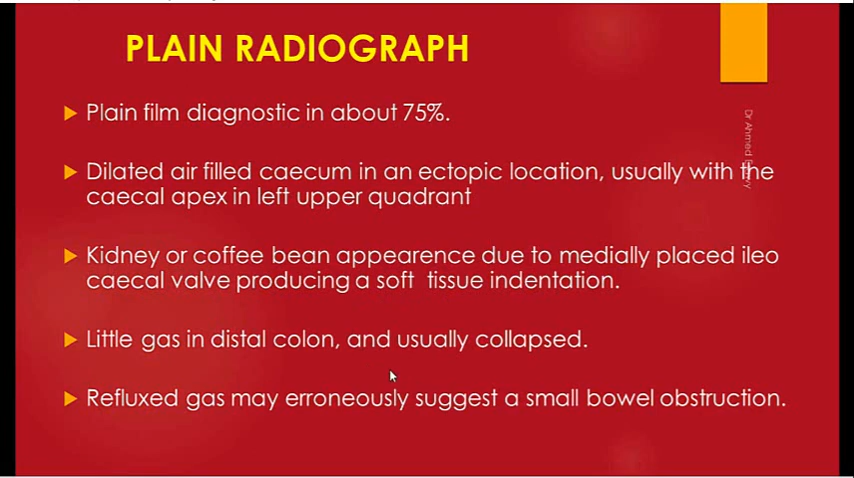 PLAIN RADIOGRAPH
Plain film diagnostic in about 75%.
Dilated air filled caecum in an ectopic location, usually with the
caecal apex in left upper quadrant
Kidney or coffee bean appearence due to medially placed ileo
caecal valve producing a soft tissue indentation.
Little gas in distal colon, and usually collapsed.
Refluxed gas may erroneously suggest a small bowel obstruction.
Dr Ahmed